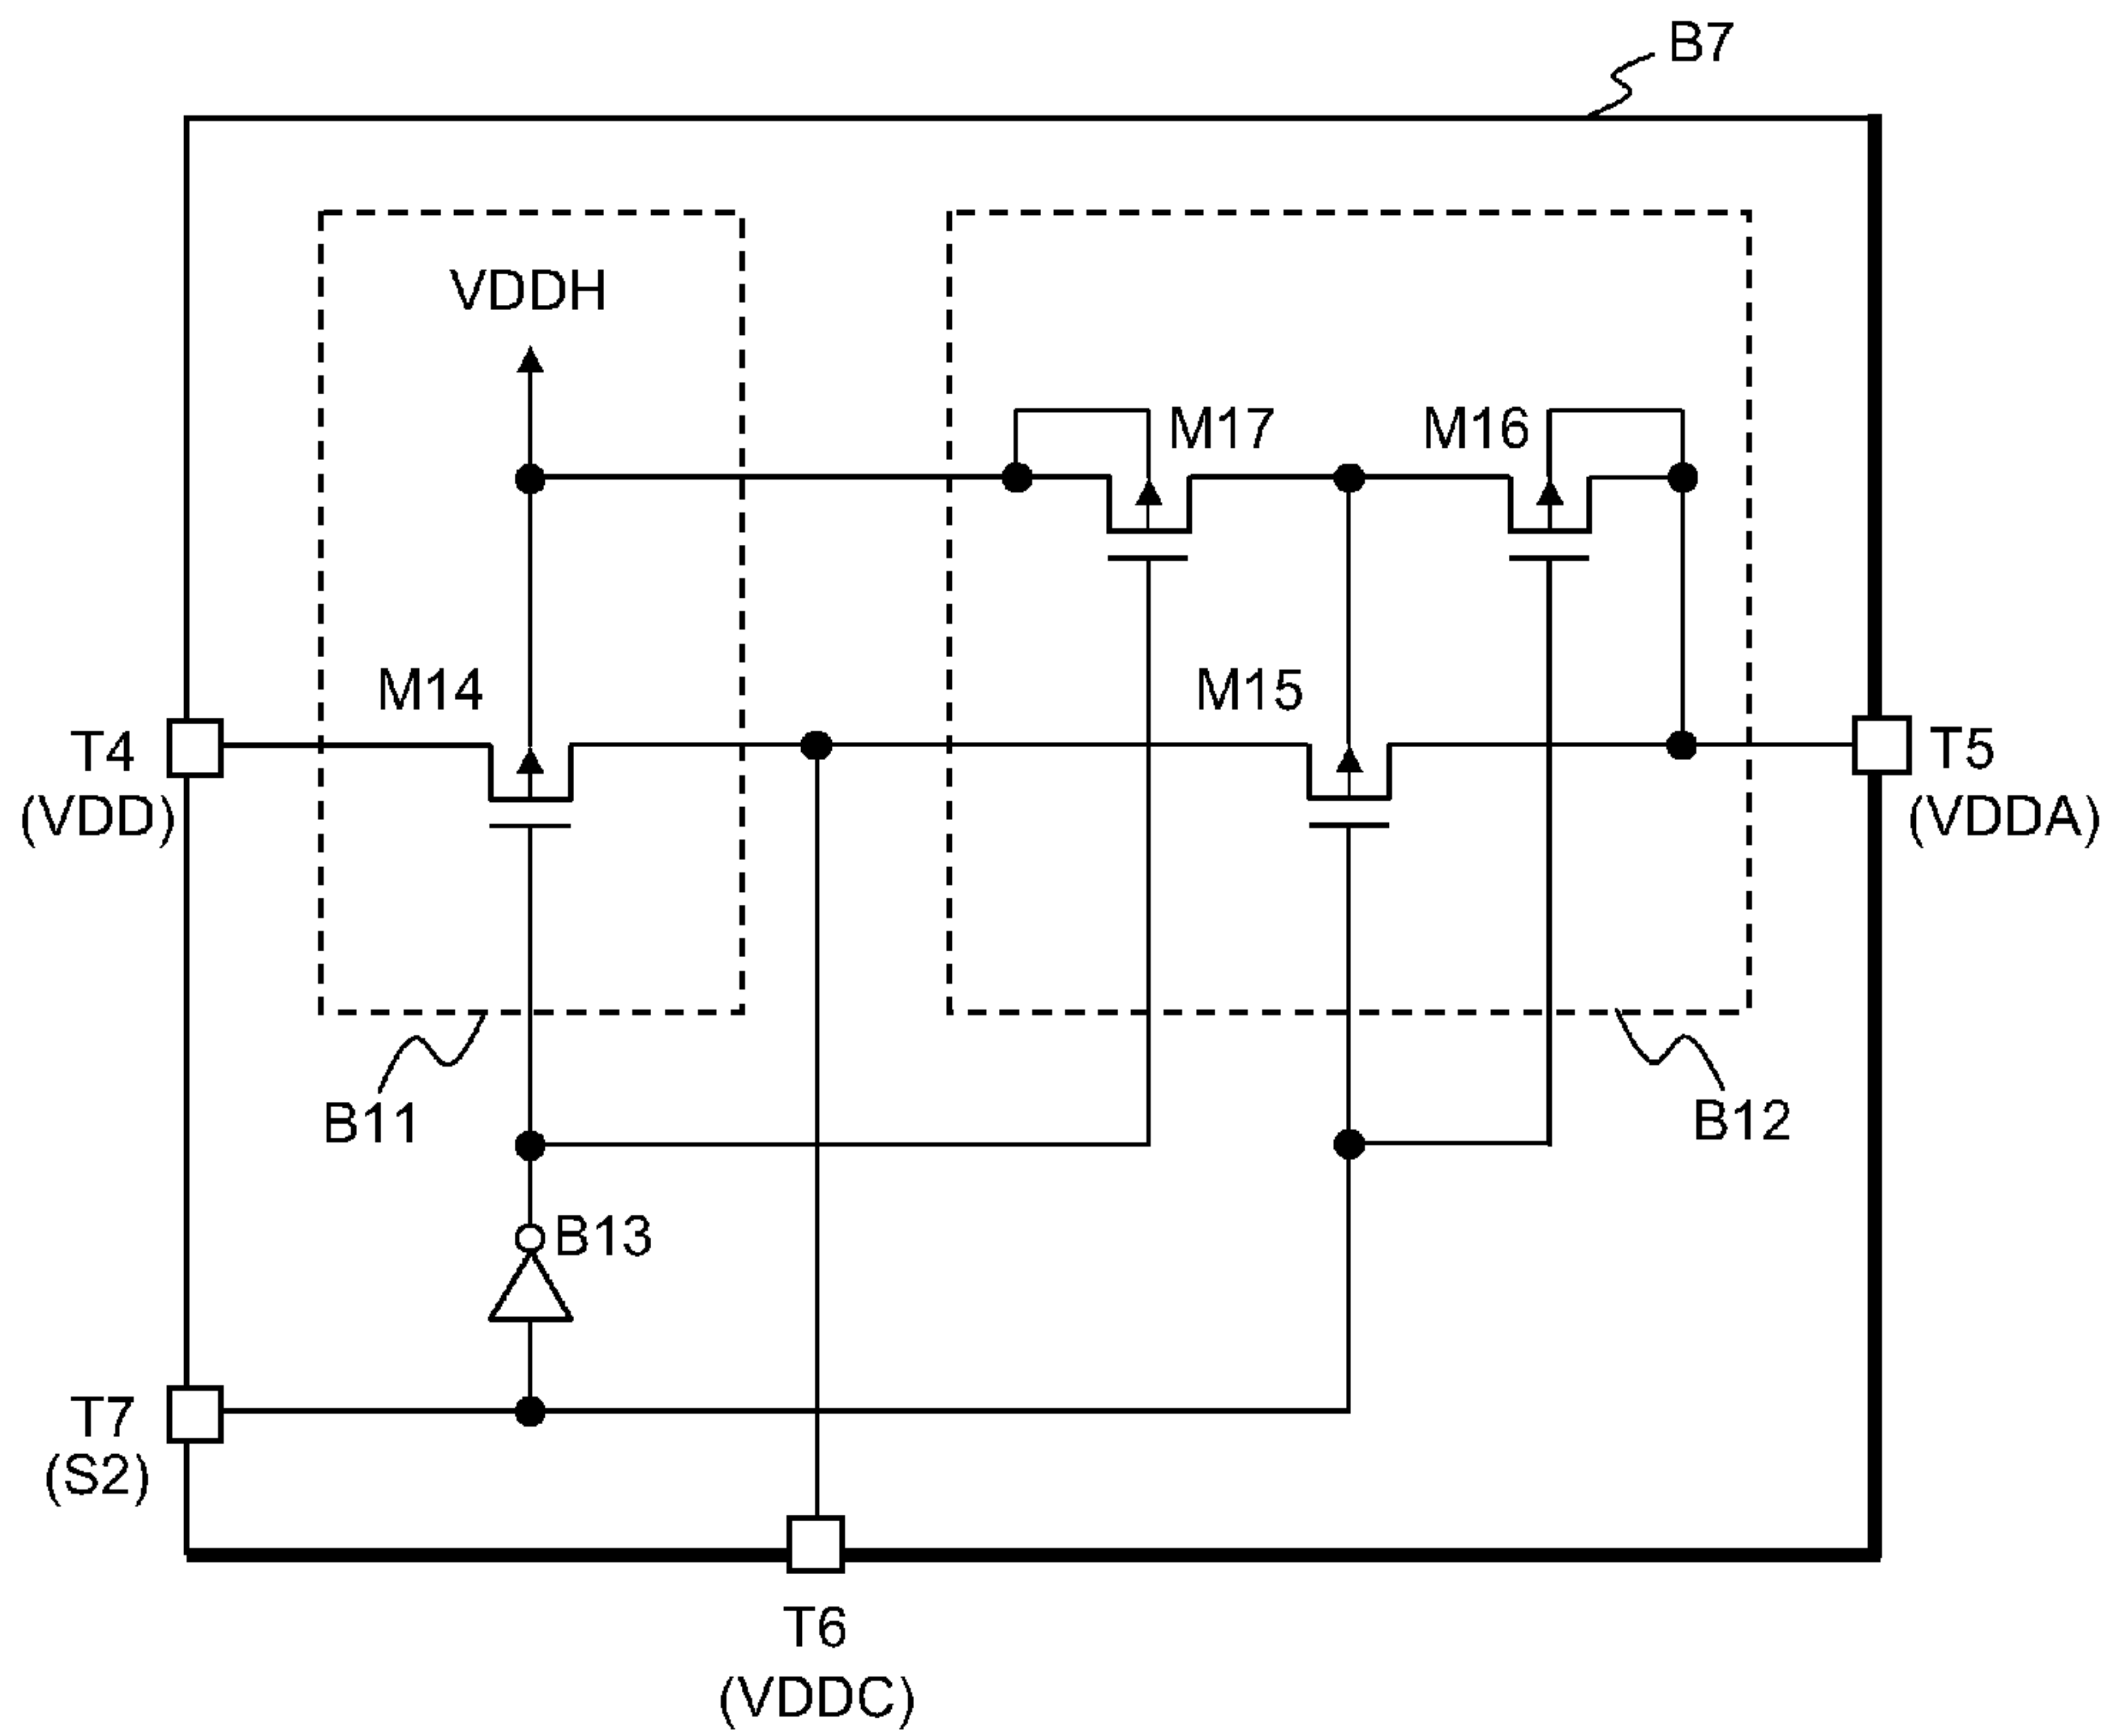 B7
VDDH
M17
M16
M14
M15
T4
(VDD)
T5
(VDDA)
B11
B12
B13
T7
(S2)
T6
(VDDC)